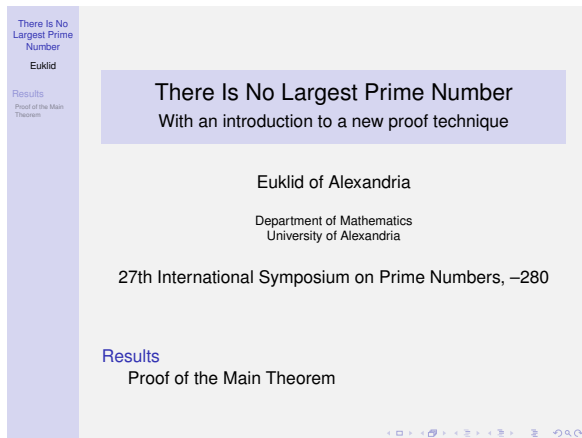 There Is No
Largest Prime
Number
Euklid
Results
Proof of the Main
Theorem
There Is No Largest Prime Number
With an introduction to a new proof technique
Euklid of Alexandria
Department of Mathematics
University of Alexandria
27th International Symposium on Prime Numbers, –280
Results
Proof of the Main Theorem